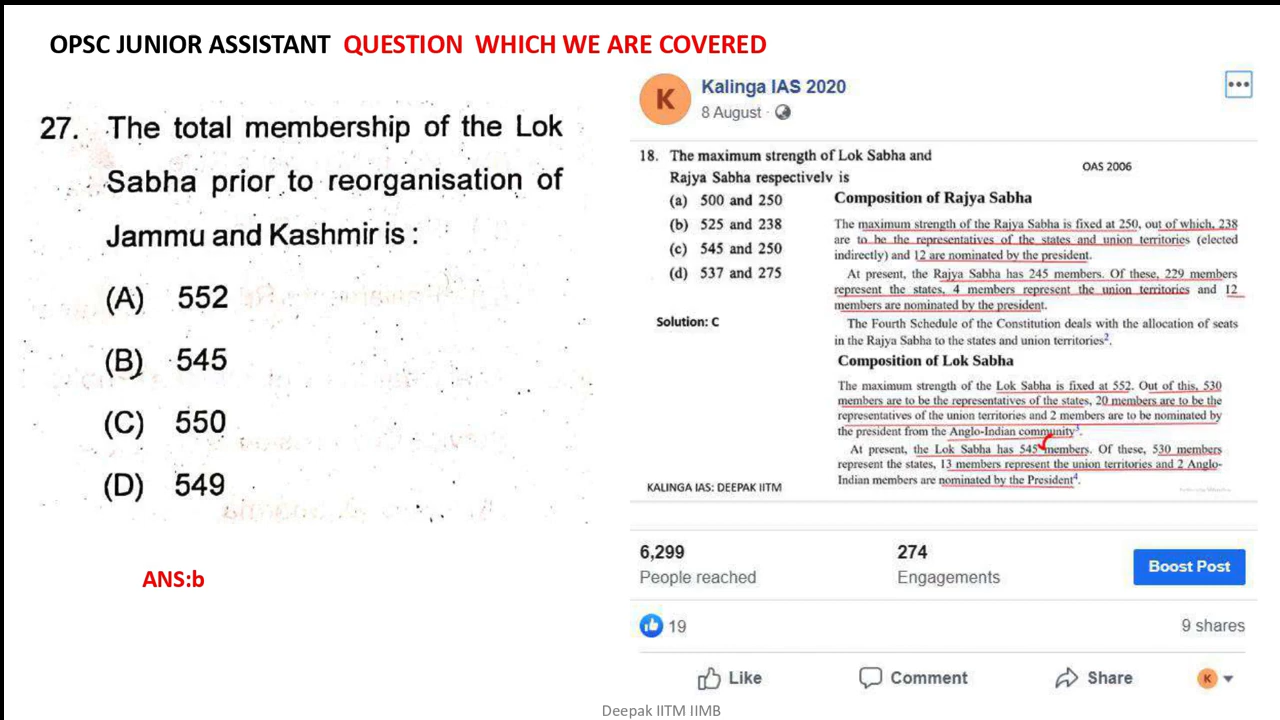 OPSC JUNIOR ASSISTANT QUESTION WHICH WE ARE COVERED
27. The total membership of the Lok
Sabha prior to reorganisation of
Jammu and Kashmir is :
(A) 552
(B) 545
(C) 550
(D) 549
ANS:b
K
Kalinga IAS 2020
8 August
18. The maximum strength of Lok Sabha and
Rajya Sabha respectively is
(a) 500 and 250
(b) 525 and 238
(c) 545 and 250
(d) 537 and 275
Solution: C
KALINGA IAS: DEEPAK IITM
OAS 2006
Composition of Rajya Sabha
The maximum strength of the Rajya Sabha is fixed at 250, out of which, 238
are to be the representatives of the states and union territories (elected
indirectly) and 12 are nominated by the president.
At present, the Rajya Sabha has 245 members. Of these, 229 members
represent the states, 4 members represent the union territories and 12
members are nominated by the president.
The Fourth Schedule of the Constitution deals with the allocation of seats
in the Rajya Sabha to the states and union territories².
Composition of Lok Sabha
The maximum strength of the Lok Sabha is fixed at 552. Out of this, 530
members are to be the representatives of the states, 20 members are to be the
representatives of the union territories and 2 members are to be nominated by
the president from the Anglo-Indian community³.
At present, the Lok Sabha has 545 members. Of these, 530 members
represent the states, 13 members represent the union territories and 2 Anglo-
Indian members are nominated by the President⁴.
6,299
People reached
274
Engagements
Boost Post
19
9 shares
Like
Comment
Share
K
Deepak IITM IIMB